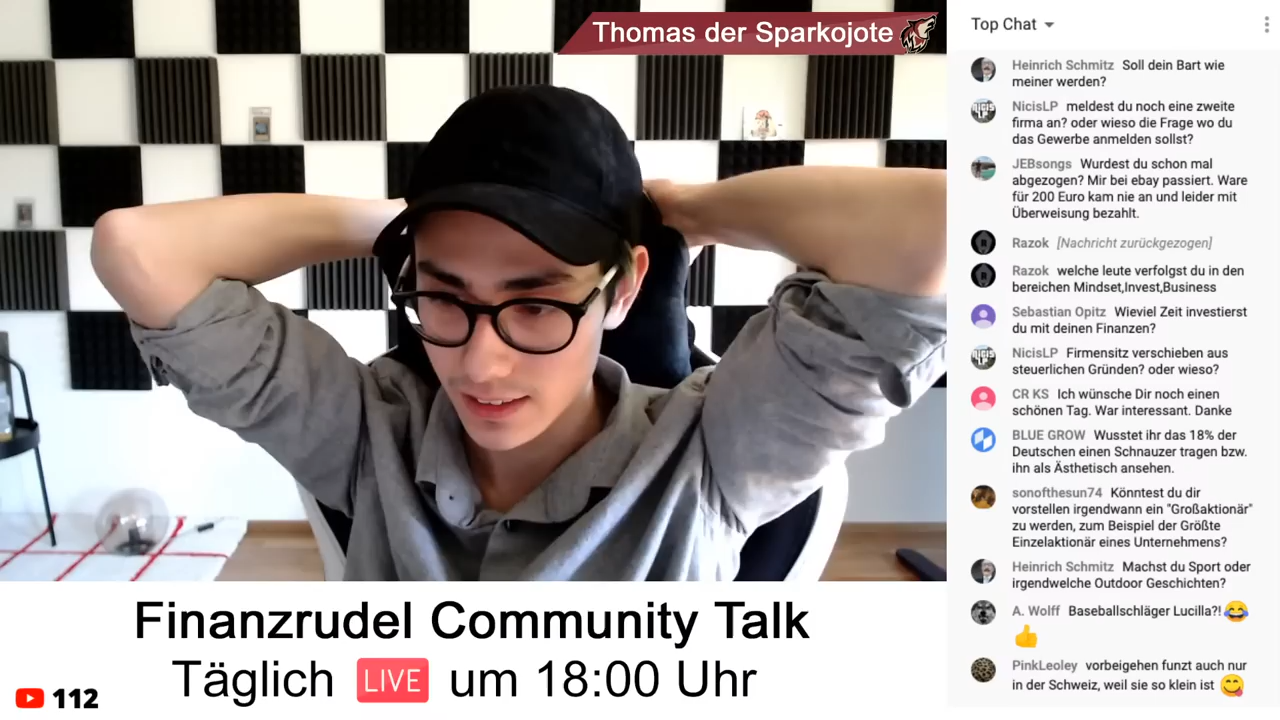 Thomas der Sparkojote
Finanzrudel Community Talk
Täglich LIVE um 18:00 Uhr
112
Top Chat
Heinrich Schmitz Soll dein Bart wie
meiner werden?
NicisLP meldest du noch eine zweite
firma an? oder wieso die Frage wo du
das Gewerbe anmelden sollst?
JEBsongs Wurdest du schon mal
abgezogen? Mir bei ebay passiert. Ware
für 200 Euro kam nie an und leider mit
Überweisung bezahlt.
Razok [Nachricht zurückgezogen]
Razok welche leute verfolgst du in den
bereichen Mindset,Invest,Business
Sebastian Opitz Wieviel Zeit investierst
du mit deinen Finanzen?
NicisLP Firmensitz verschieben aus
steuerlichen Gründen? oder wieso?
CR KS Ich wünsche Dir noch einen
schönen Tag. War interessant. Danke
BLUE GROW Wusstet ihr das 18% der
Deutschen einen Schnauzer tragen bzw.
ihn als Ästhetisch ansehen.
sonofthesun74 Könntest du dir
vorstellen irgendwann ein "Großaktionär"
zu werden, zum Beispiel der Größte
Einzelaktionär eines Unternehmens?
Heinrich Schmitz Machst du Sport oder
irgendwelche Outdoor Geschichten?
A. Wolff Baseballschläger Lucilla?! 😂
👍
PinkLeoley vorbeigehen funzt auch nur
in der Schweiz, weil sie so klein ist 😋